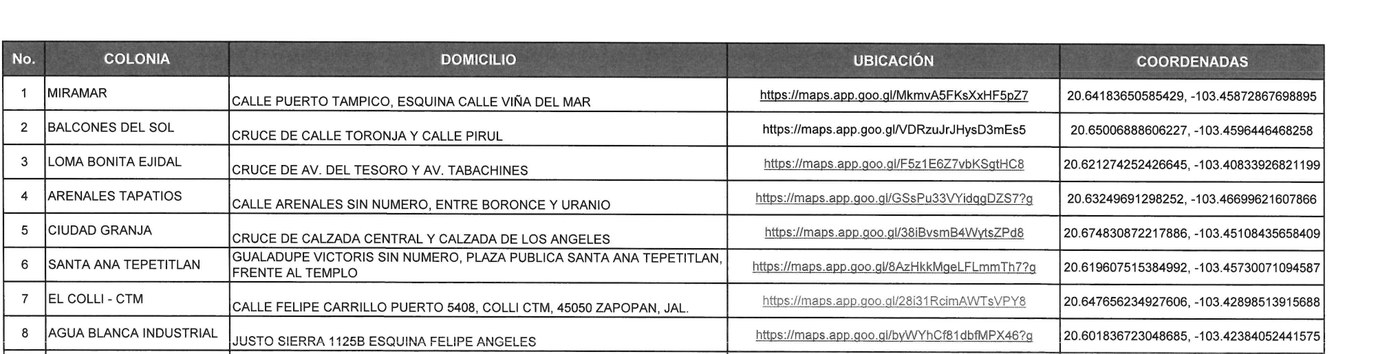 No. COLONIA DOMICILIO UBICACIÓN COORDENADAS
1 MIRAMAR CALLE PUERTO TAMPICO, ESQUINA CALLE VIÑA DEL MAR https://maps.app.goo.gl/MkmvA5FKsXxHF5pZ7 20.64183650585429, -103.45872867698895
2 BALCONES DEL SOL CRUCE DE CALLE TORONJA Y CALLE PIRUL https://maps.app.goo.gl/VDRzuJrJHysD3mEs5 20.65006888606227, -103.4596446468258
3 LOMA BONITA EJIDAL CRUCE DE AV. DEL TESORO Y AV. TABACHINES https://maps.app.goo.gl/F5z1E6Z7vbKSgtHC8 20.621274252426645, -103.40833926821199
4 ARENALES TAPATIOS CALLE ARENALES SIN NUMERO, ENTRE BORONCE Y URANIO https://maps.app.goo.gl/GSsPu33VYidqgDZS7?g 20.63249691298252, -103.46699621607866
5 CIUDAD GRANJA CRUCE DE CALZADA CENTRAL Y CALZADA DE LOS ANGELES https://maps.app.goo.gl/38iBvsmB4WytsZPd8 20.674830872217886, -103.45108435658409
6 SANTA ANA TEPETITLAN GUALADUPE VICTORIS SIN NUMERO, PLAZA PUBLICA SANTA ANA TEPETITLAN, https://maps.app.goo.gl/8AzHkkMgeLFLmmTh7?g 20.619607515384992, -103.45730071094587
FRENTE AL TEMPLO
7 EL COLLI - CTM CALLE FELIPE CARRILLO PUERTO 5408, COLLI CTM, 45050 ZAPOPAN, JAL. https://maps.app.goo.gl/28i31RcimAWTsVPY8 20.647656234927606, -103.42898513915688
8 AGUA BLANCA INDUSTRIAL JUSTO SIERRA 1125B ESQUINA FELIPE ANGELES https://maps.app.goo.gl/byWYhCf81dbfMPX46?g 20.601836723048685, -103.42384052441575